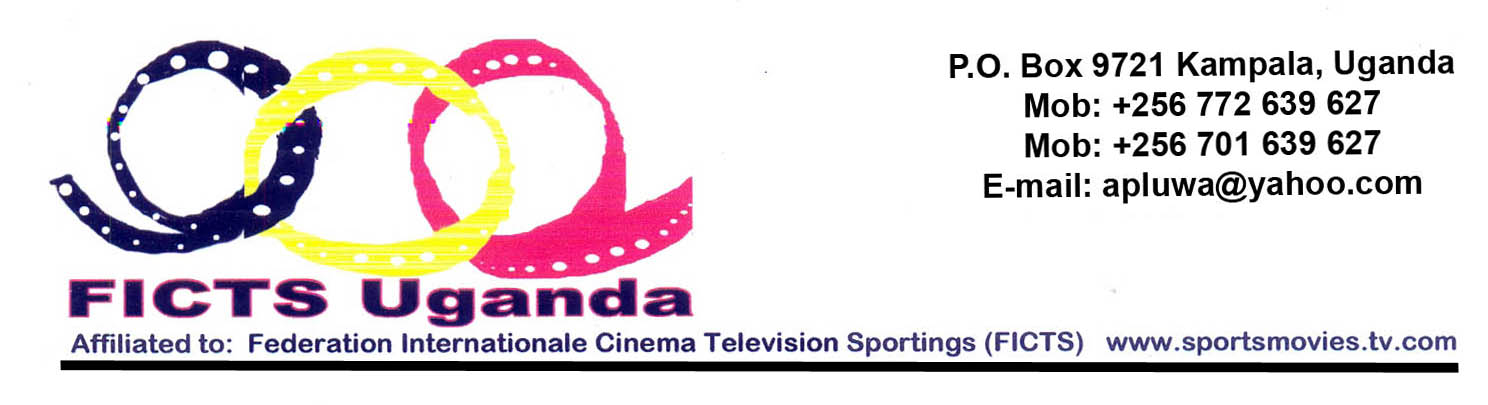 P.O. Box 9721 Kampala, Uganda
Mob: +256 772 639 627
Mob: +256 701 639 627
E-mail: apluwa@yahoo.com
FICTS Uganda
Affiliated to: Federation Internationale Cinema Television Sportings (FICTS) www.sportsmovies.tv.com